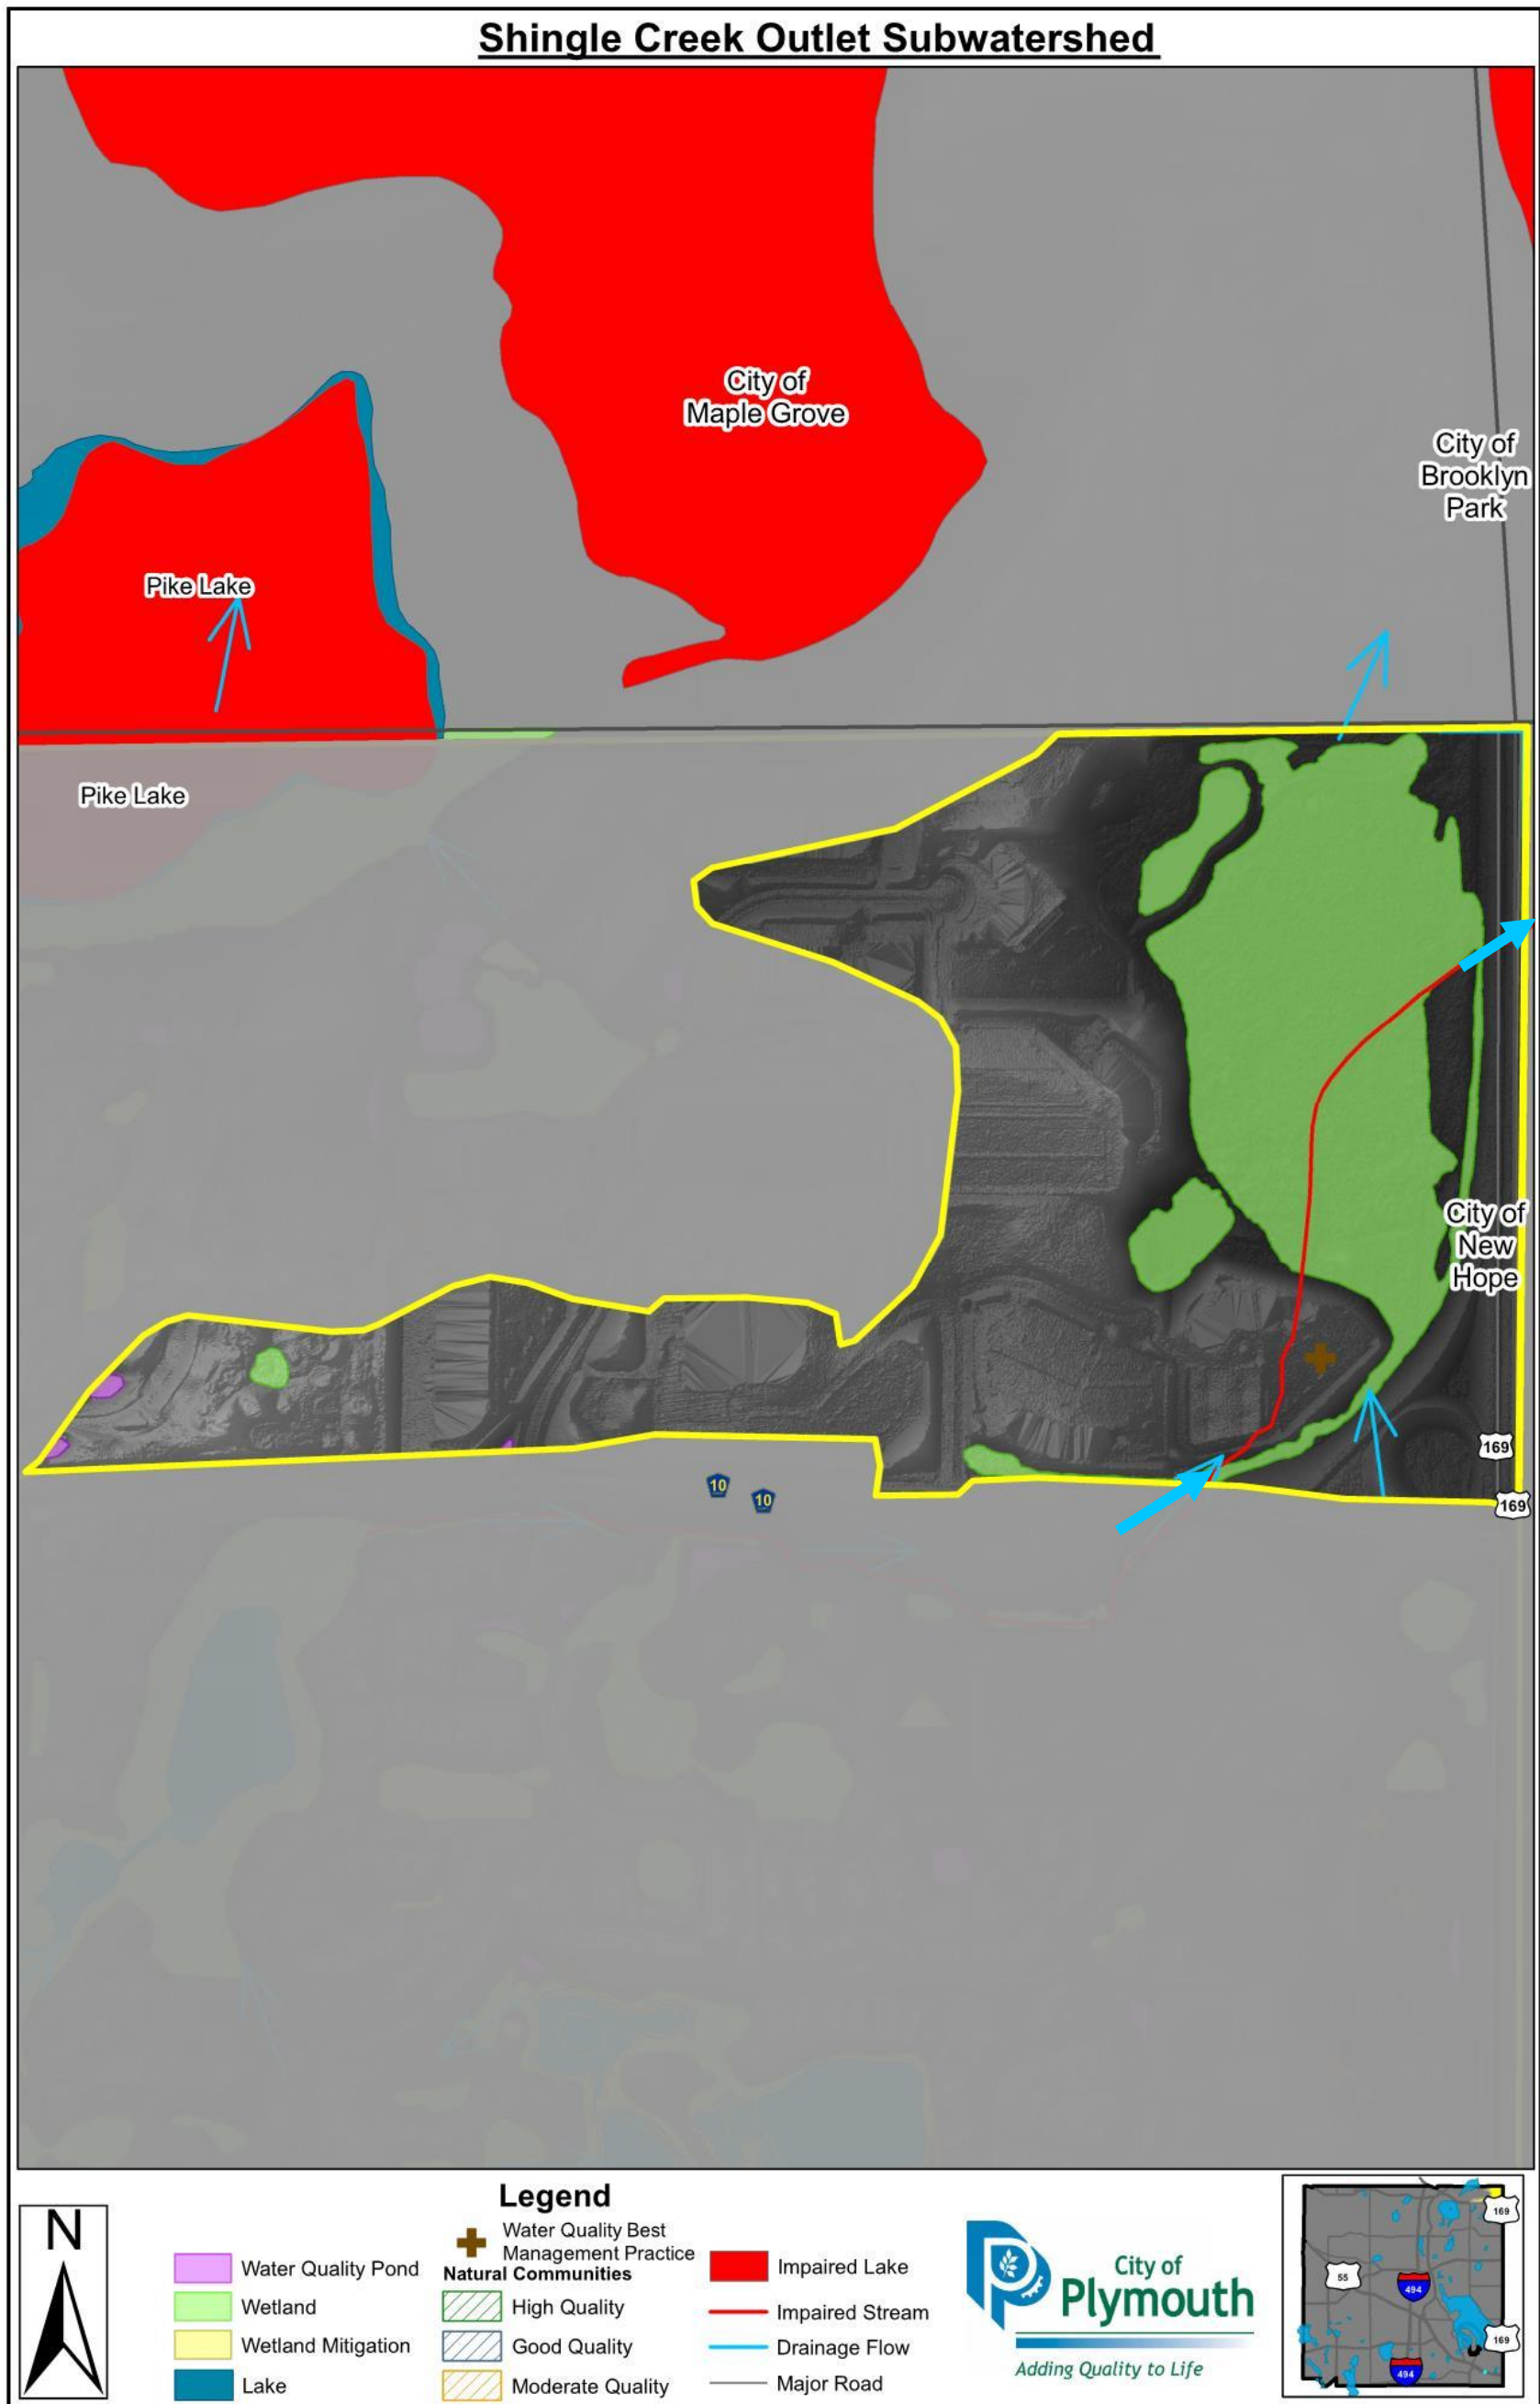 Shingle Creek Outlet Subwatershed
City of
Maple Grove
City of
Brooklyn
Park
Pike Lake
Pike Lake
City of
New
Hope
169
10
10
169
Legend
N
Water Quality Pond
Wetland
Wetland Mitigation
Lake
Water Quality Best
Management Practice
Natural Communities
High Quality
Good Quality
Moderate Quality
Impaired Lake
Impaired Stream
Drainage Flow
Major Road
City of
Plymouth
Adding Quality to Life
169
55
494
169
494